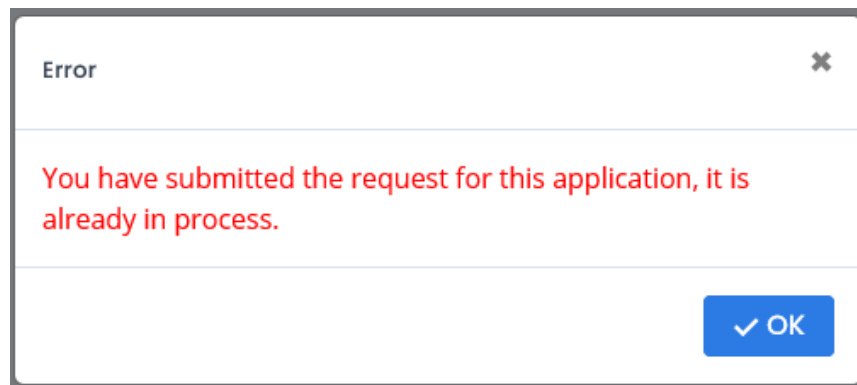 Error
You have submitted the request for this application, it is
already in process.
OK